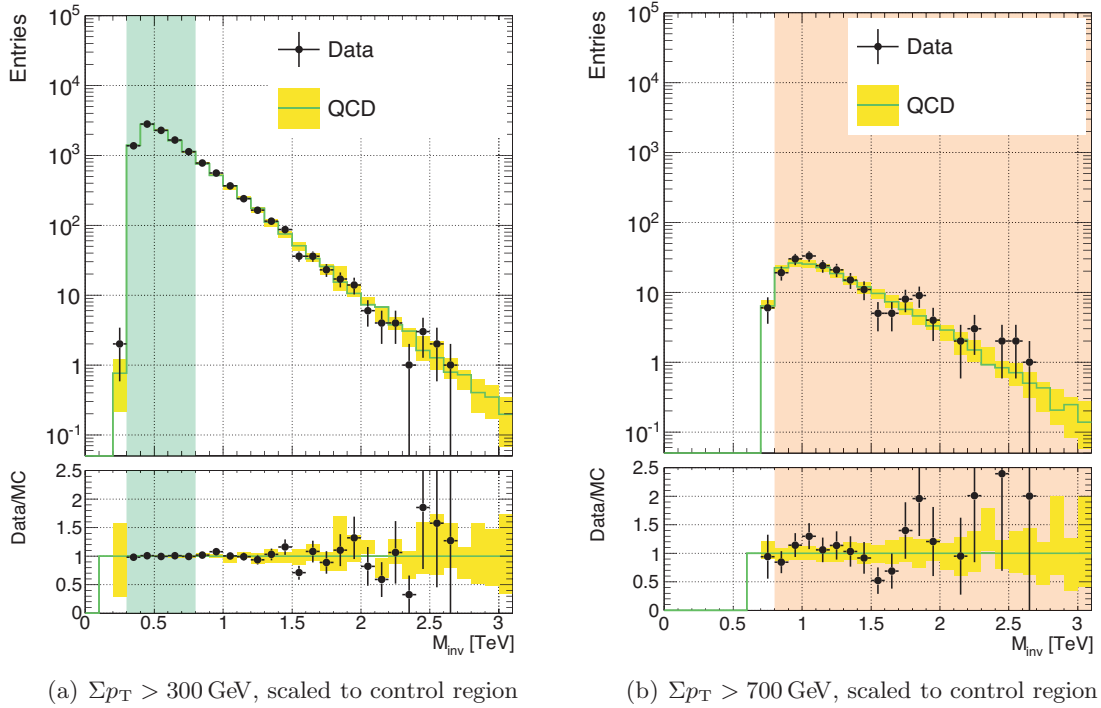 Entries
10^5
10^4
10^3
10^2
10
1
10^-1
Data
QCD
Data/MC
2.5
2
1.5
1
0.5
0
0 0.5 1 1.5 2 2.5 3
M_inv [TeV]
(a) Σp_T > 300 GeV, scaled to control region
Entries
10^5
10^4
10^3
10^2
10
1
10^-1
Data
QCD
Data/MC
2.5
2
1.5
1
0.5
0
0 0.5 1 1.5 2 2.5 3
M_inv [TeV]
(b) Σp_T > 700 GeV, scaled to control region